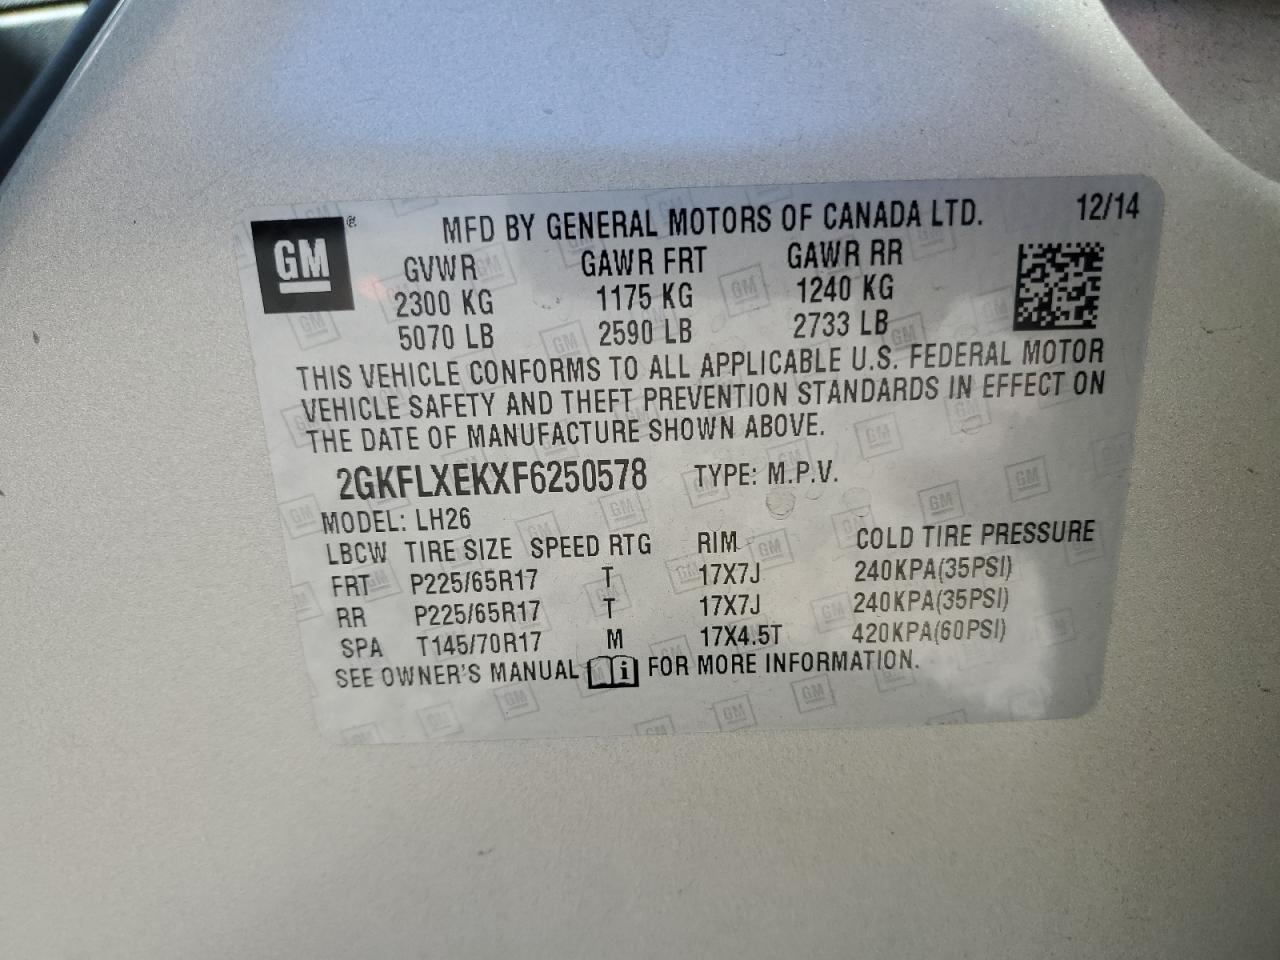 GM ®
MFD BY GENERAL MOTORS OF CANADA LTD. 12/14
GVWR GAWR FRT GAWR RR
2300 KG 1175 KG 1240 KG
5070 LB 2590 LB 2733 LB
THIS VEHICLE CONFORMS TO ALL APPLICABLE U.S. FEDERAL MOTOR
VEHICLE SAFETY AND THEFT PREVENTION STANDARDS IN EFFECT ON
THE DATE OF MANUFACTURE SHOWN ABOVE.
2GKFLXEKXF6250578 TYPE: M.P.V.
MODEL: LH26
LBCW TIRE SIZE SPEED RTG RIM COLD TIRE PRESSURE
FRT P225/65R17 T 17X7J 240KPA(35PSI)
RR P225/65R17 T 17X7J 240KPA(35PSI)
SPA T145/70R17 M 17X4.5T 420KPA(60PSI)
SEE OWNER'S MANUAL i FOR MORE INFORMATION.